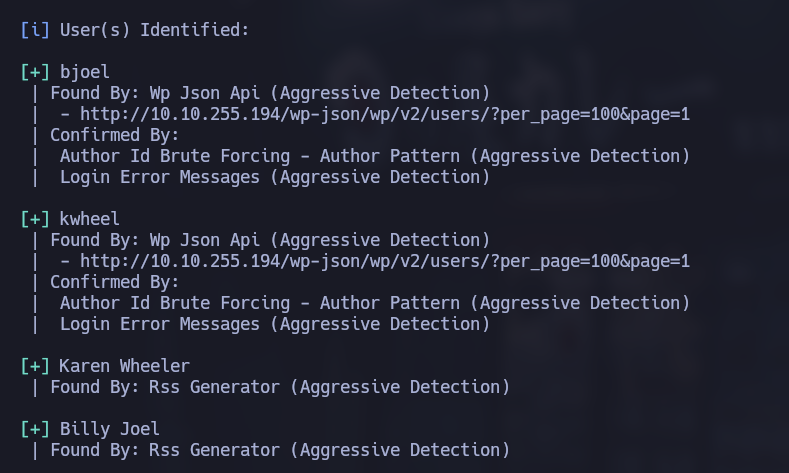 [i] User(s) Identified:
[+] bjoel
| Found By: Wp Json Api (Aggressive Detection)
|  - http://10.10.255.194/wp-json/wp/v2/users/?per_page=100&page=1
| Confirmed By:
|  Author Id Brute Forcing - Author Pattern (Aggressive Detection)
|  Login Error Messages (Aggressive Detection)
[+] kwheel
| Found By: Wp Json Api (Aggressive Detection)
|  - http://10.10.255.194/wp-json/wp/v2/users/?per_page=100&page=1
| Confirmed By:
|  Author Id Brute Forcing - Author Pattern (Aggressive Detection)
|  Login Error Messages (Aggressive Detection)
[+] Karen Wheeler
| Found By: Rss Generator (Aggressive Detection)
[+] Billy Joel
| Found By: Rss Generator (Aggressive Detection)